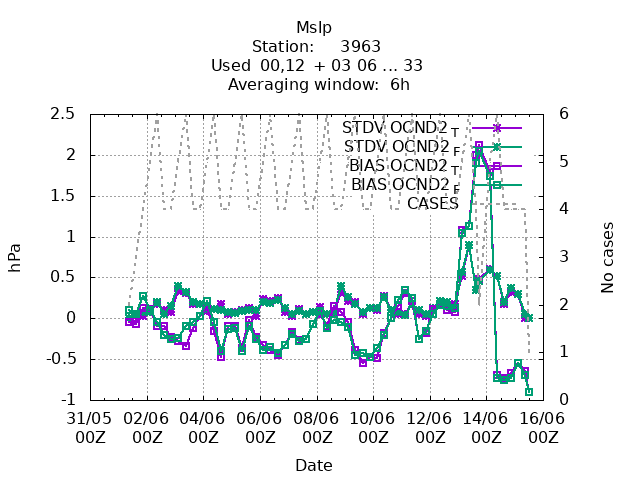 Mslp
Station: 3963
Used 00,12 + 03 06 ... 33
Averaging window: 6h
STDV OCND2 T
STDV OCND2 F
BIAS OCND2 T
BIAS OCND2 F
CASES
hPa
2.5
2
1.5
1
0.5
0
-0.5
-1
No cases
6
5
4
3
2
1
0
31/05 02/06 04/06 06/06 08/06 10/06 12/06 14/06 16/06
00Z 00Z 00Z 00Z 00Z 00Z 00Z 00Z 00Z
Date